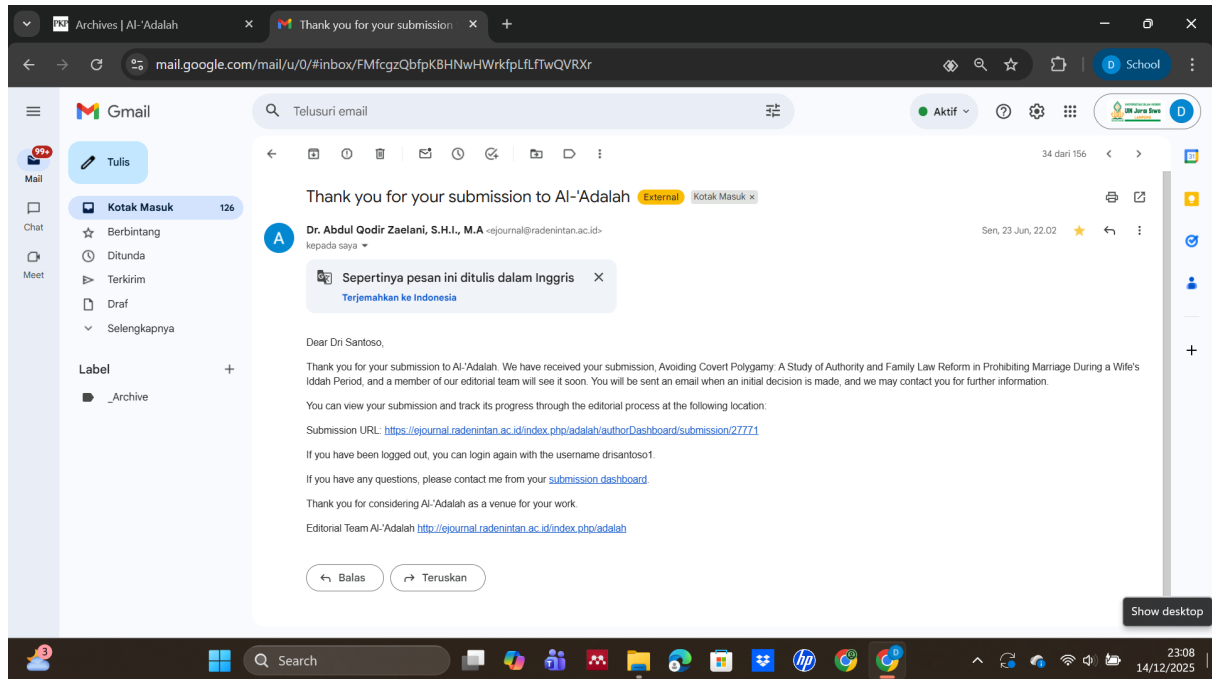 PKP Archives | Al-'Adalah
Thank you for your submission
mail.google.com/mail/u/0/#inbox/FMfcgzQbfpKBHNwHWrkfpLfLfTwQVRXr
D School
Gmail
Telusuri email
Aktif
UIN Jurai Siwo
D
99+
Mail
Chat
Meet
Tulis
Kotak Masuk 126
Berbintang
Ditunda
Terkirim
Draf
Selengkapnya
Label
_Archive
34 dari 156
31
Thank you for your submission to Al-'Adalah External Kotak Masuk ×
A
Dr. Abdul Qodir Zaelani, S.H.I., M.A <ejournal@radenintan.ac.id>
Sen, 23 Jun, 22.02
kepada saya
Sepertinya pesan ini ditulis dalam Inggris
Terjemahkan ke Indonesia
Dear Dri Santoso,
Thank you for your submission to Al-'Adalah. We have received your submission, Avoiding Covert Polygamy: A Study of Authority and Family Law Reform in Prohibiting Marriage During a Wife's
Iddah Period, and a member of our editorial team will see it soon. You will be sent an email when an initial decision is made, and we may contact you for further information.
You can view your submission and track its progress through the editorial process at the following location:
Submission URL: https://ejournal.radenintan.ac.id/index.php/adalah/authorDashboard/submission/27771
If you have been logged out, you can login again with the username drisantoso1.
If you have any questions, please contact me from your submission dashboard.
Thank you for considering Al-'Adalah as a venue for your work.
Editorial Team Al-'Adalah http://ejournal.radenintan.ac.id/index.php/adalah
Balas
Teruskan
Show desktop
3
Search
hp
D
23:08
14/12/2025